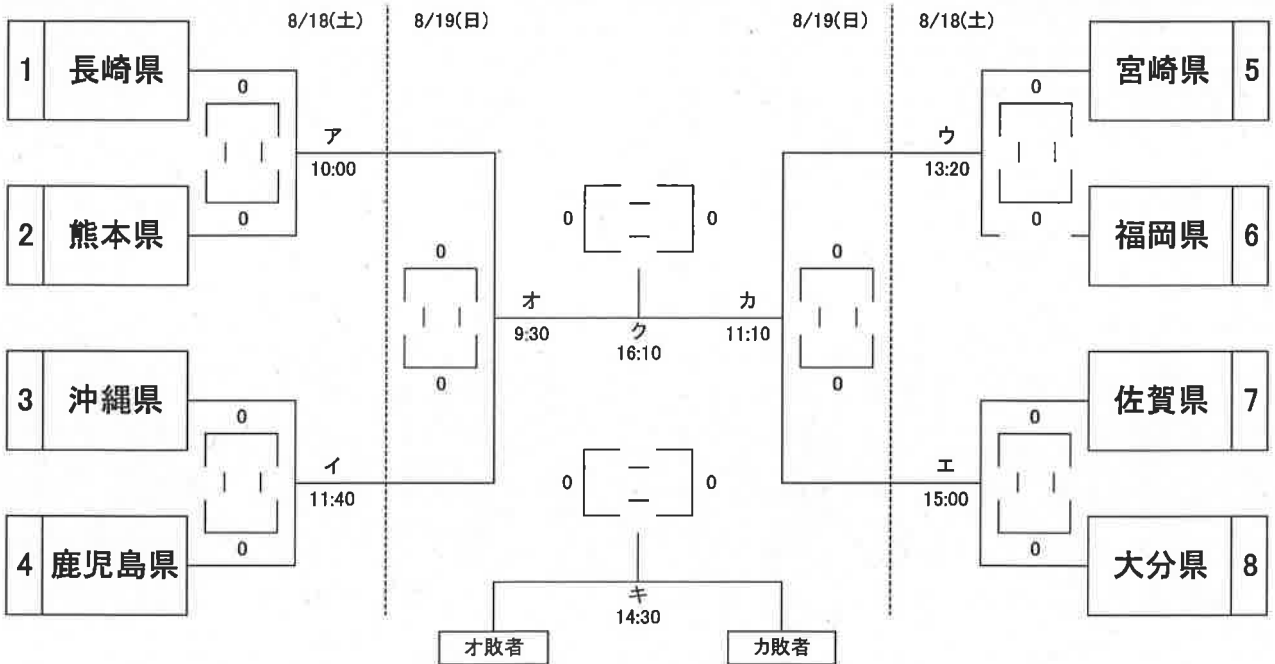 8/18(土) 8/19(日) 8/19(日) 8/18(土)
1 長崎県 宮崎県 5
0 0
ア ウ
10:00 13:20
0 0 0 0
2 熊本県 福岡県 6
0 0
オ カ
9:30 ク 11:10
16:10
3 沖縄県 佐賀県 7
0 0
0 0
イ エ
0 0
11:40 15:00
0 0
4 鹿児島県 大分県 8
キ
14:30
オ敗者 カ敗者